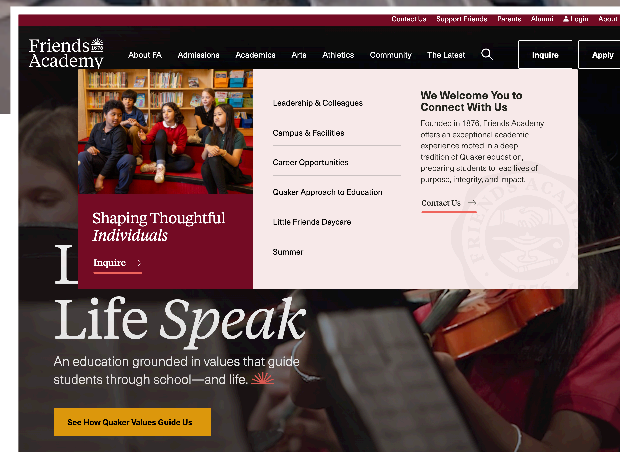 Contact Us Support Friends Parents Alumni Login About
Friends 1876
Academy
About FA Admissions Academics Arts Athletics Community The Latest Inquire Apply
Leadership & Colleagues
Campus & Facilities
Career Opportunities
Quaker Approach to Education
Little Friends Daycare
Summer
We Welcome You to
Connect With Us
Founded in 1876, Friends Academy
offers an exceptional academic
experience rooted in a deep
tradition of Quaker education,
preparing students to lead lives of
purpose, integrity, and impact.
Contact Us
Shaping Thoughtful
Individuals
Inquire
L
Life Speak
An education grounded in values that guide
students through school—and life.
See How Quaker Values Guide Us